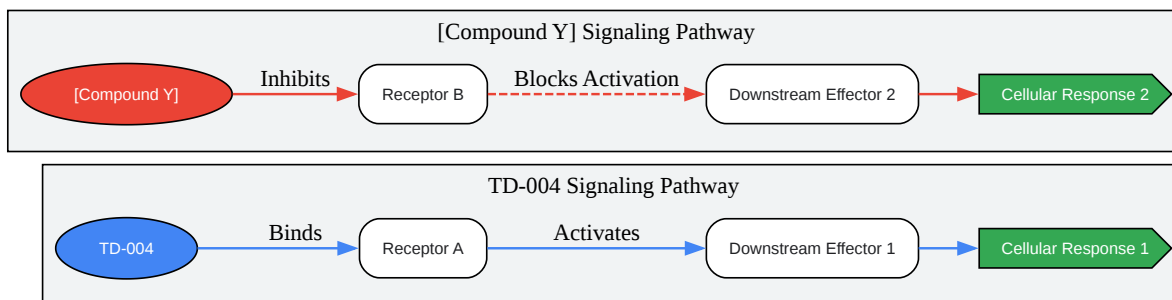 [Compound Y] Signaling Pathway
[Compound Y]
Inhibits
Receptor B
Blocks Activation
Downstream Effector 2
Cellular Response 2
TD-004 Signaling Pathway
TD-004
Binds
Receptor A
Activates
Downstream Effector 1
Cellular Response 1